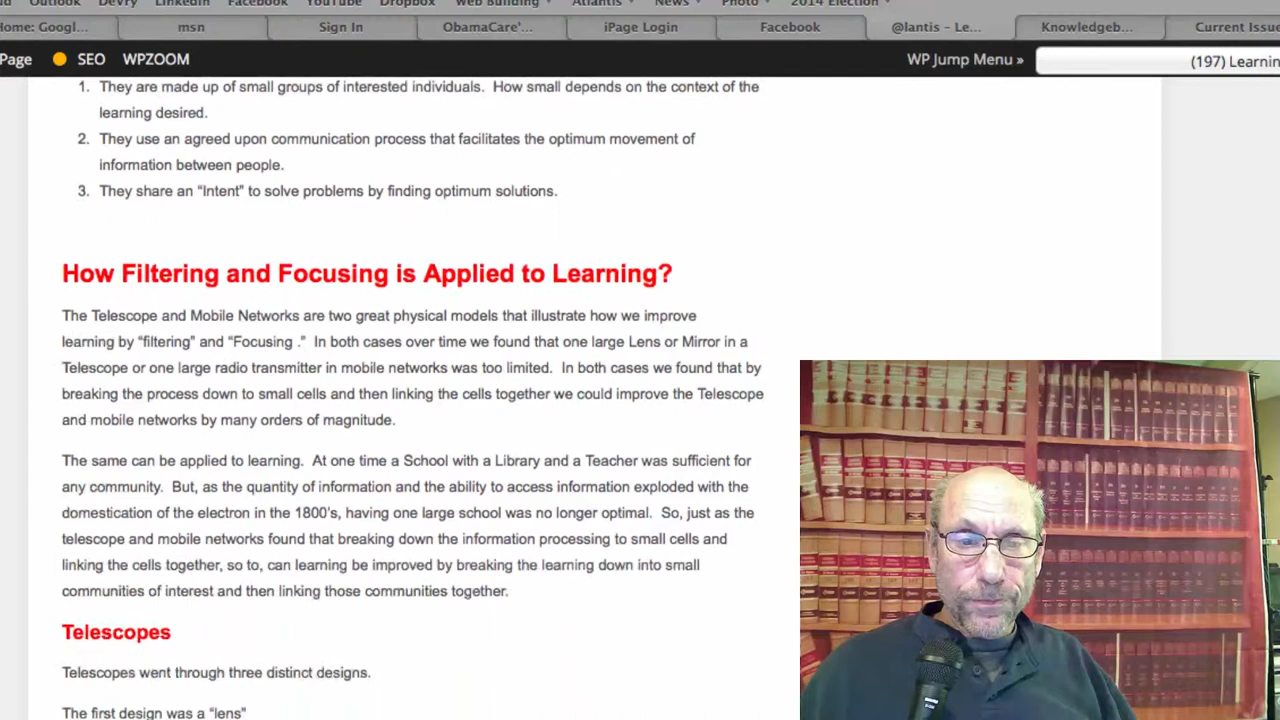 Outlook DeVry LinkedIn Facebook YouTube Dropbox Web Building Atlantis News Photo 2014 Election
Home: Googl... msn Sign In ObamaCare'... iPage Login Facebook @lantis – Le... Knowledgeb... Current Issue
Page SEO WPZOOM WP Jump Menu » (197) Learnin
1. They are made up of small groups of interested individuals. How small depends on the context of the
learning desired.
2. They use an agreed upon communication process that facilitates the optimum movement of
information between people.
3. They share an “Intent” to solve problems by finding optimum solutions.
How Filtering and Focusing is Applied to Learning?
The Telescope and Mobile Networks are two great physical models that illustrate how we improve
learning by “filtering” and “Focusing .” In both cases over time we found that one large Lens or Mirror in a
Telescope or one large radio transmitter in mobile networks was too limited. In both cases we found that by
breaking the process down to small cells and then linking the cells together we could improve the Telescope
and mobile networks by many orders of magnitude.
The same can be applied to learning. At one time a School with a Library and a Teacher was sufficient for
any community. But, as the quantity of information and the ability to access information exploded with the
domestication of the electron in the 1800’s, having one large school was no longer optimal. So, just as the
telescope and mobile networks found that breaking down the information processing to small cells and
linking the cells together, so to, can learning be improved by breaking the learning down into small
communities of interest and then linking those communities together.
Telescopes
Telescopes went through three distinct designs.
The first design was a “lens”